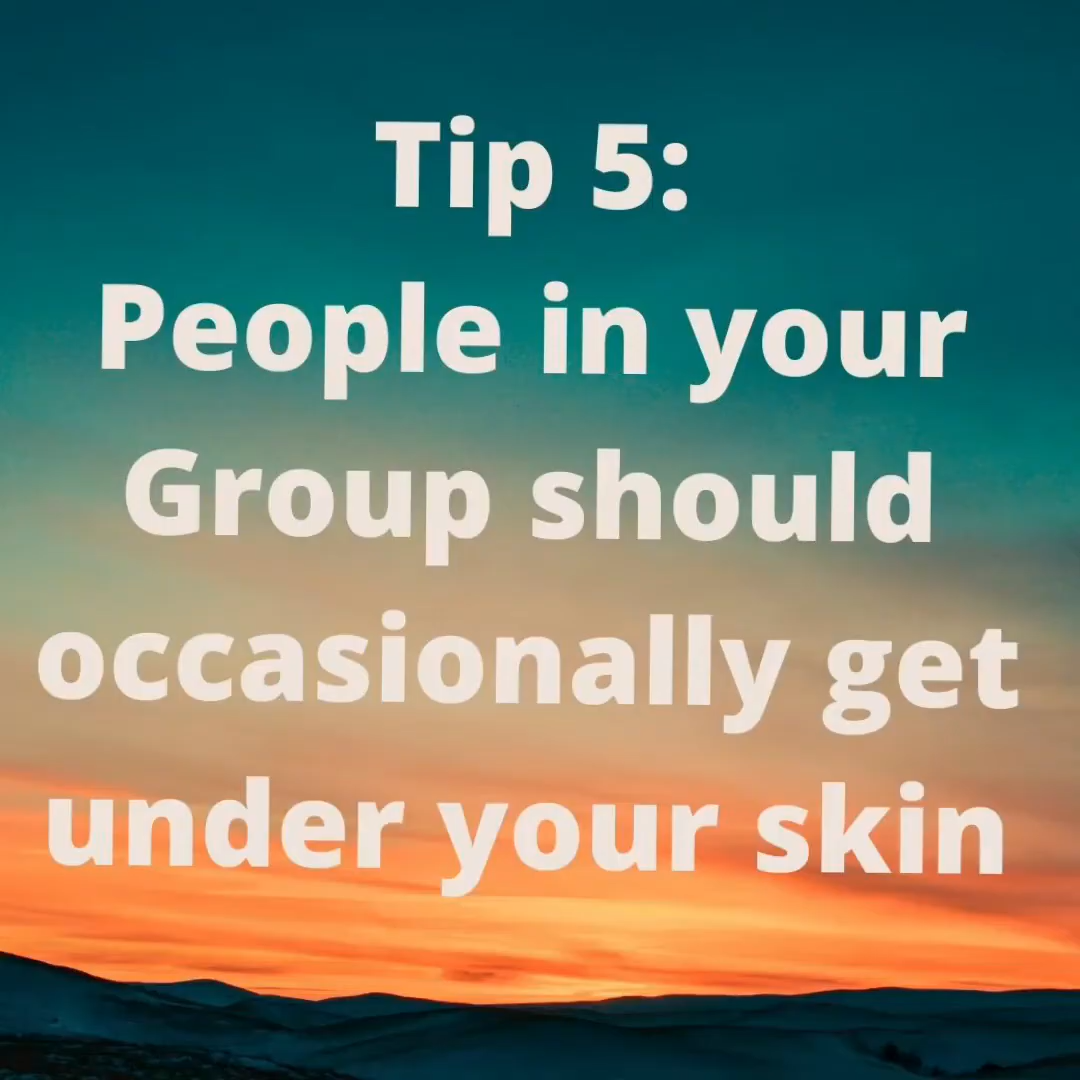 Tip 5:
People in your
Group should
occasionally get
under your skin